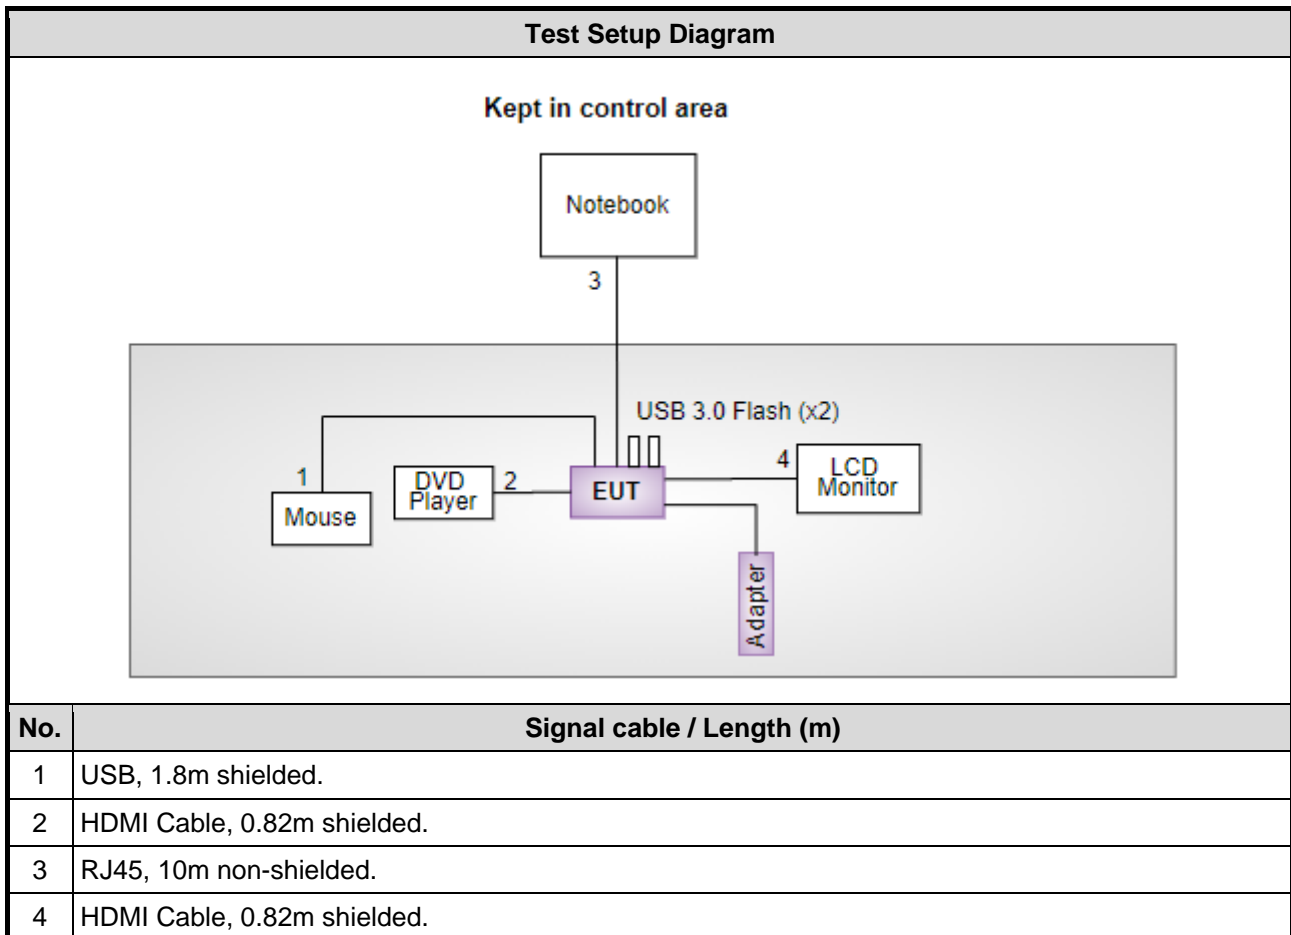 Test Setup Diagram
Kept in control area
Notebook
3
USB 3.0 Flash (x2)
1
Mouse
DVD
Player
2
EUT
4
LCD
Monitor
Adapter
No. Signal cable / Length (m)
1 USB, 1.8m shielded.
2 HDMI Cable, 0.82m shielded.
3 RJ45, 10m non-shielded.
4 HDMI Cable, 0.82m shielded.